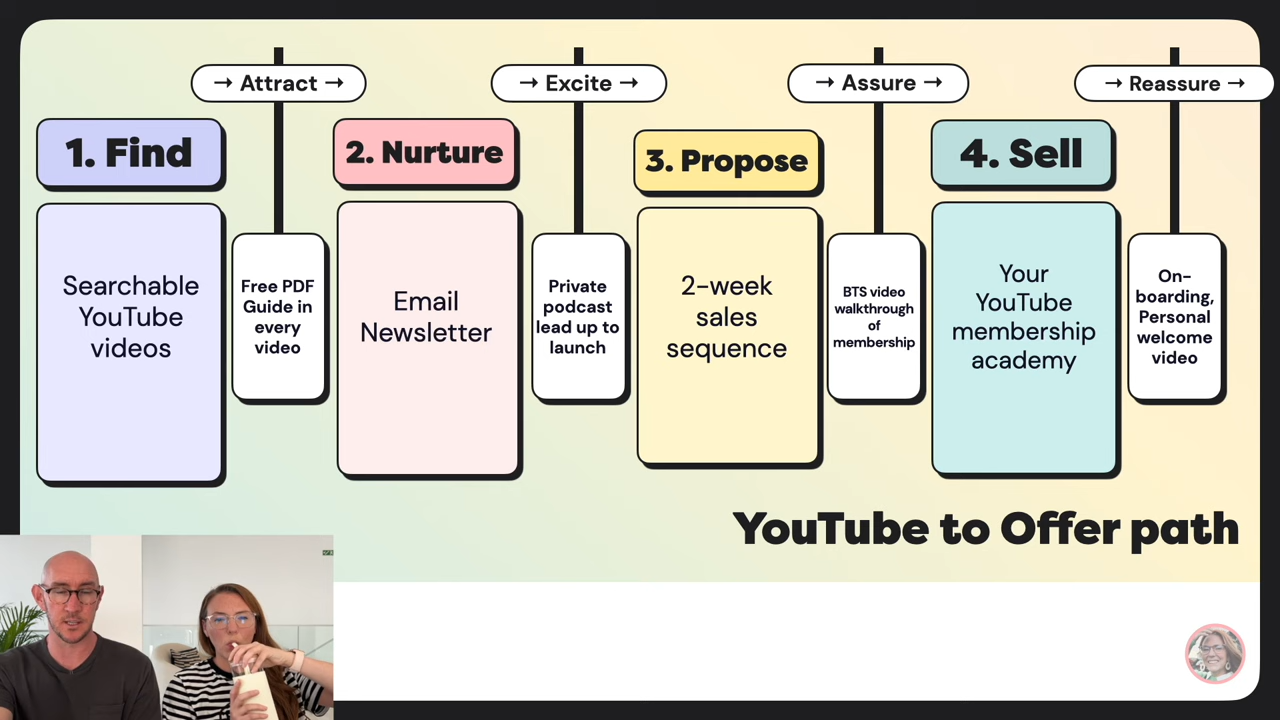 → Attract →
→ Excite →
→ Assure →
→ Reassure →
1. Find
2. Nurture
3. Propose
4. Sell
Searchable
YouTube
videos
Free PDF
Guide in
every
video
Email
Newsletter
Private
podcast
lead up to
launch
2-week
sales
sequence
BTS video
walkthrough
of
membership
Your
YouTube
membership
academy
On-
boarding,
Personal
welcome
video
YouTube to Offer path